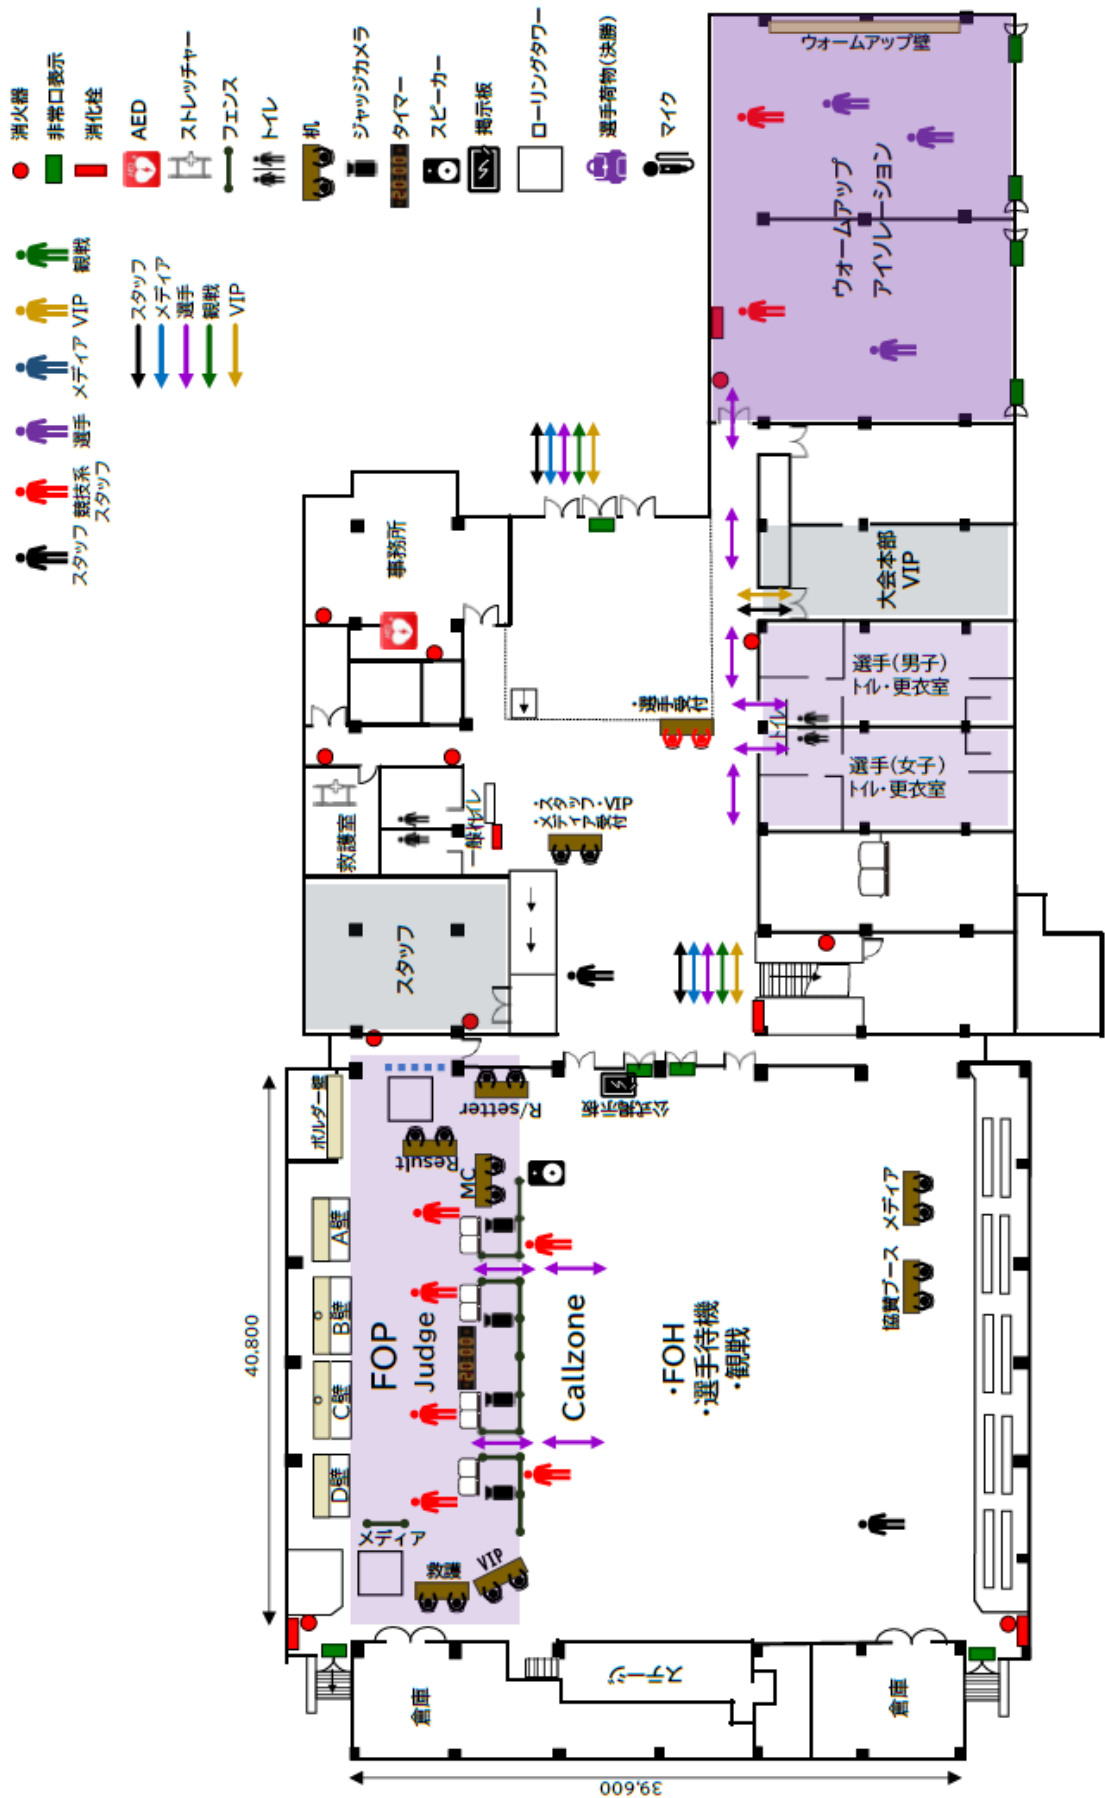 消火器
非常口表示
消化栓
AED
ストレッチャー
フェンス
トイレ
机
ジャッジカメラ
タイマー
スピーカー
掲示板
ローリングタワー
選手荷物(決勝)
マイク
スタッフ
競技系
スタッフ
選手
メディア
VIP
観戦
スタッフ
メディア
選手
観戦
VIP
ウォームアップ壁
ウォームアップ
アイソレーション
事務所
大会本部
VIP
選手(男子)
トイレ・更衣室
選手(女子)
トイレ・更衣室
トイレ
・選手受付
・スタッフ・VIP
・メディア受付
救護室
一般トイレ
スタッフ
R/setter
公式掲示板
ボルダー壁
Result
MC
A壁
B壁
C壁
D壁
FOP
Judge
20:00
Callzone
・FOH
・選手待機
・観戦
メディア
協賛ブース
メディア
救護
VIP
倉庫
ステージ
倉庫
40,800
39,600